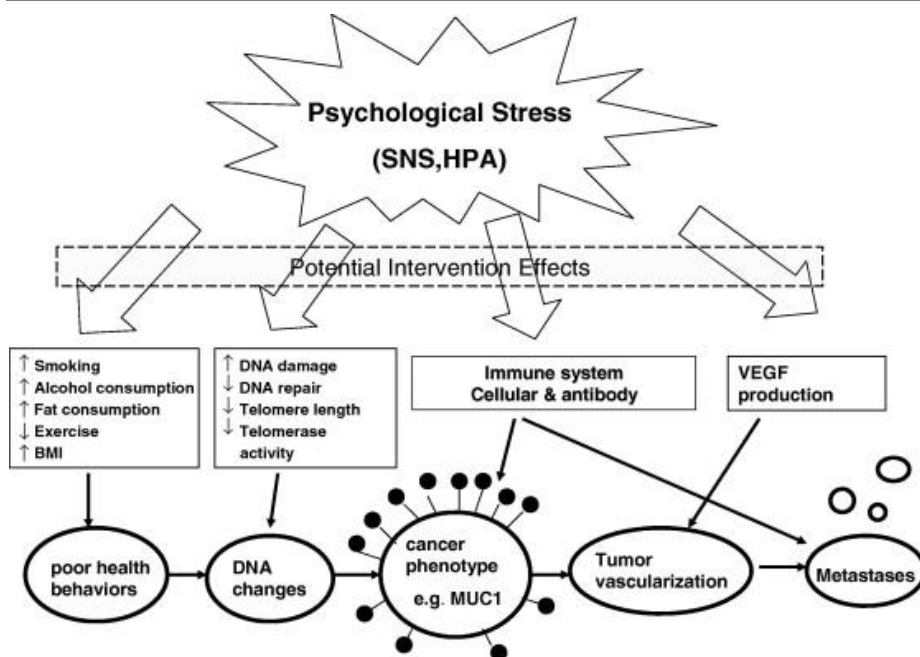 Psychological Stress
(SNS,HPA)
Potential Intervention Effects
↑ Smoking
↑ Alcohol consumption
↑ Fat consumption
↓ Exercise
↑ BMI
↑ DNA damage
↓ DNA repair
↓ Telomere length
↓ Telomerase
activity
Immune system
Cellular & antibody
VEGF
production
poor health
behaviors
DNA
changes
cancer
phenotype
e.g. MUC1
Tumor
vascularization
Metastases